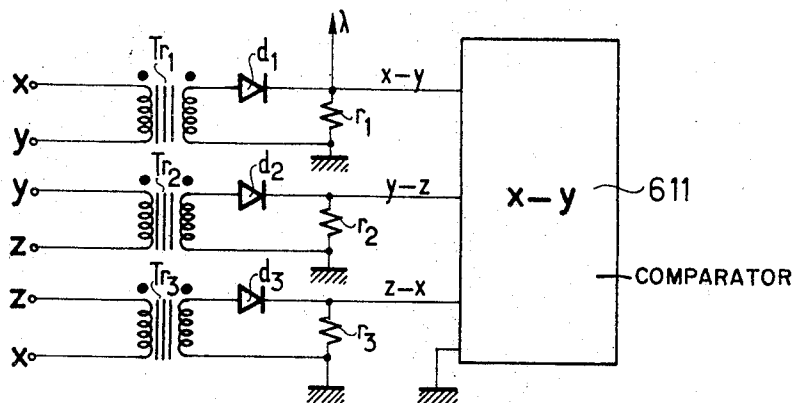 λ
Tr1 d1
x x-y
r1
y
Tr2 d2
y y-z
x-y 611
r2
z
Tr3 d3 COMPARATOR
z z-x
r3
x